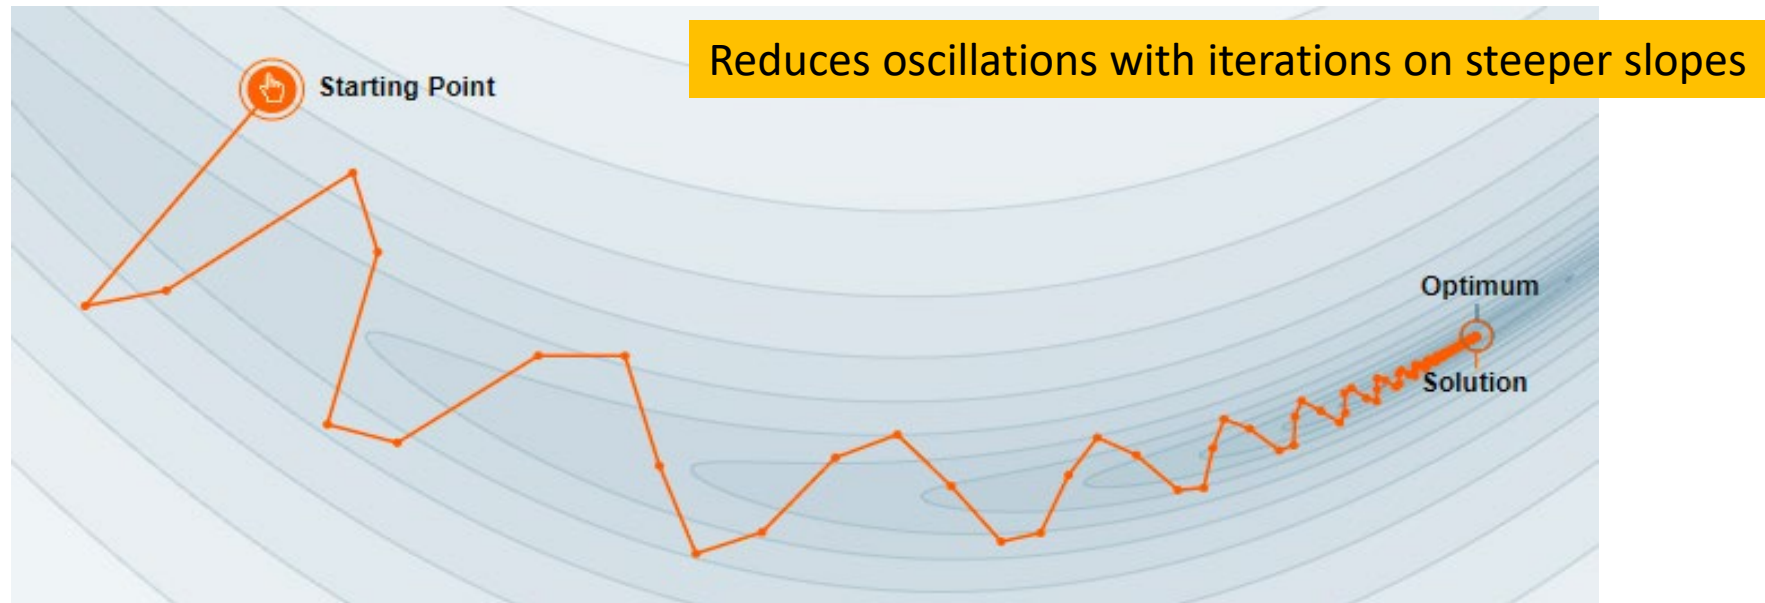 Reduces oscillations with iterations on steeper slopes
Starting Point
Optimum
Solution